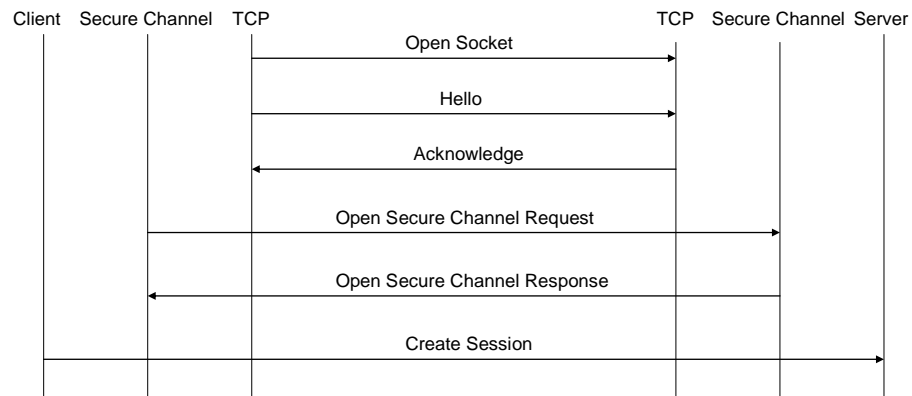 Client Secure Channel TCP TCP Secure Channel Server
Open Socket
Hello
Acknowledge
Open Secure Channel Request
Open Secure Channel Response
Create Session